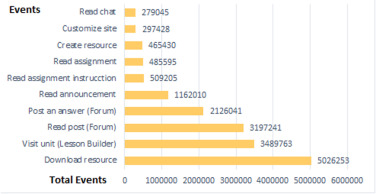 Events
Read chat 279045
Customize site 297428
Create resource 465430
Read assignment 485595
Read assignment instrucction 509205
Read announcement 1162010
Post an answer (Forum) 2126041
Read post (Forum) 3197241
Visit unit (Lesson Builder) 3489763
Download resource 5026253
Total Events 0 1000000 2000000 3000000 4000000 5000000 6000000